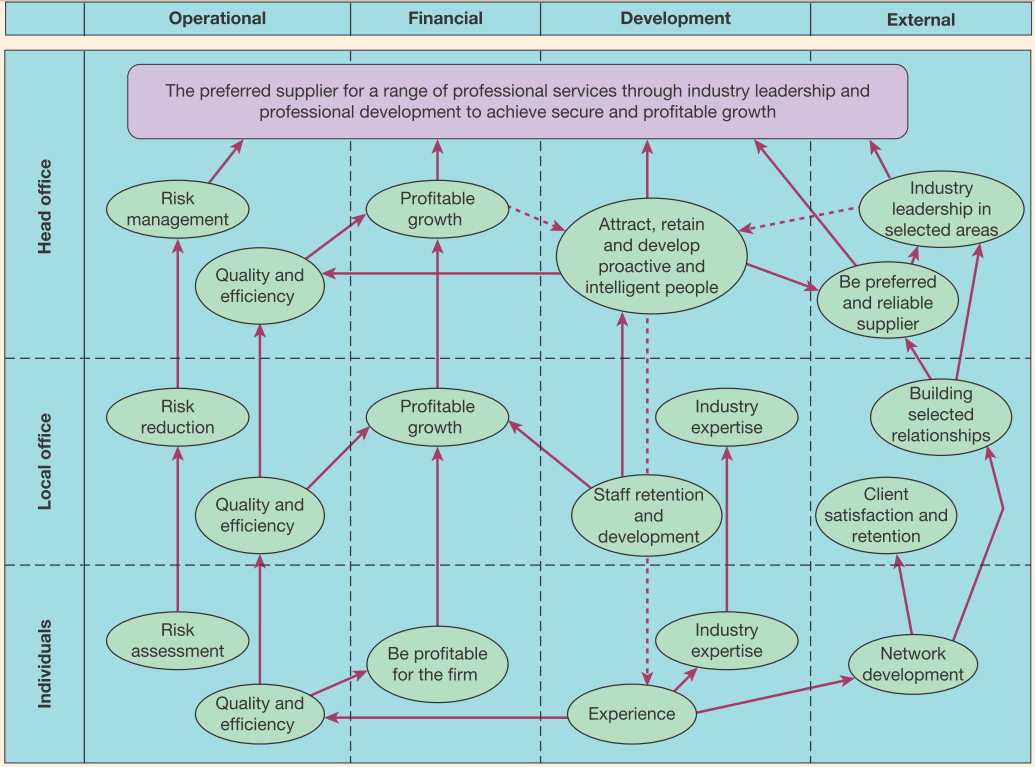 Operational
Financial
Development
External
The preferred supplier for a range of professional services through industry leadership and
professional development to achieve secure and profitable growth
Head office
Risk
management
Profitable
growth
Quality and
efficiency
Attract, retain
and develop
proactive and
intelligent people
Industry
leadership in
selected areas
Be preferred
and reliable
supplier
Local office
Risk
reduction
Profitable
growth
Industry
expertise
Building
selected
relationships
Quality and
efficiency
Staff retention
and
development
Client
satisfaction and
retention
Individuals
Risk
assessment
Be profitable
for the firm
Industry
expertise
Network
development
Quality and
efficiency
Experience